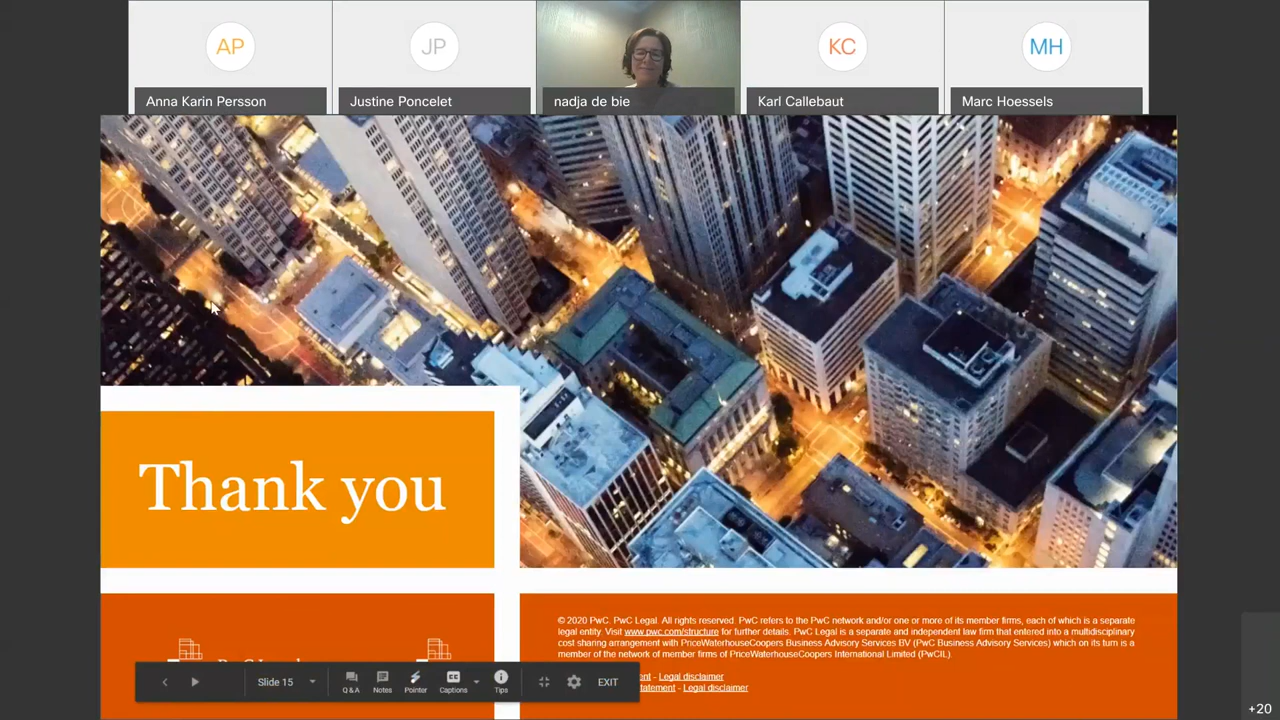 AP
JP
KC
MH
Anna Karin Persson
Justine Poncelet
nadja de bie
Karl Callebaut
Marc Hoessels
Thank you
© 2020 PwC. PwC Legal. All rights reserved. PwC refers to the PwC network and/or one or more of its member firms, each of which is a separate
legal entity. Visit www.pwc.com/structure for further details. PwC Legal is a separate and independent law firm that entered into a multidisciplinary
cost sharing arrangement with PricewaterhouseCoopers Business Advisory Services BV (PwC Business Advisory Services) which on its turn is a
member of the network of member firms of PricewaterhouseCoopers International Limited (PwCIL).
- Legal disclaimer
- Legal disclaimer
Slide 15
Q & A
Notes
Pointer
Captions
CC
Tips
EXIT
+20